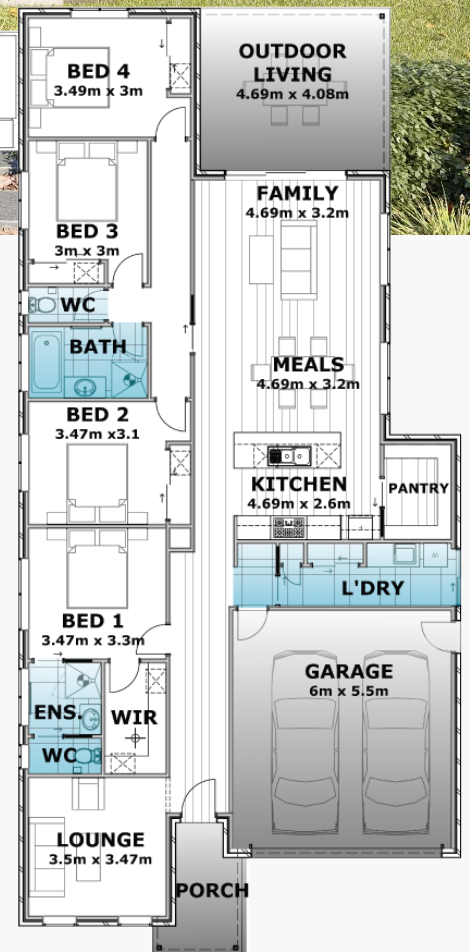 OUTDOOR
LIVING
4.69m x 4.08m
BED 4
3.49m x 3m
FAMILY
4.69m x 3.2m
BED 3
3m x 3m
WC
BATH
MEALS
4.69m x 3.2m
BED 2
3.47m x3.1
KITCHEN
4.69m x 2.6m
PANTRY
L'DRY
BED 1
3.47m x 3.3m
GARAGE
6m x 5.5m
ENS.
WIR
WC
LOUNGE
3.5m x 3.47m
PORCH